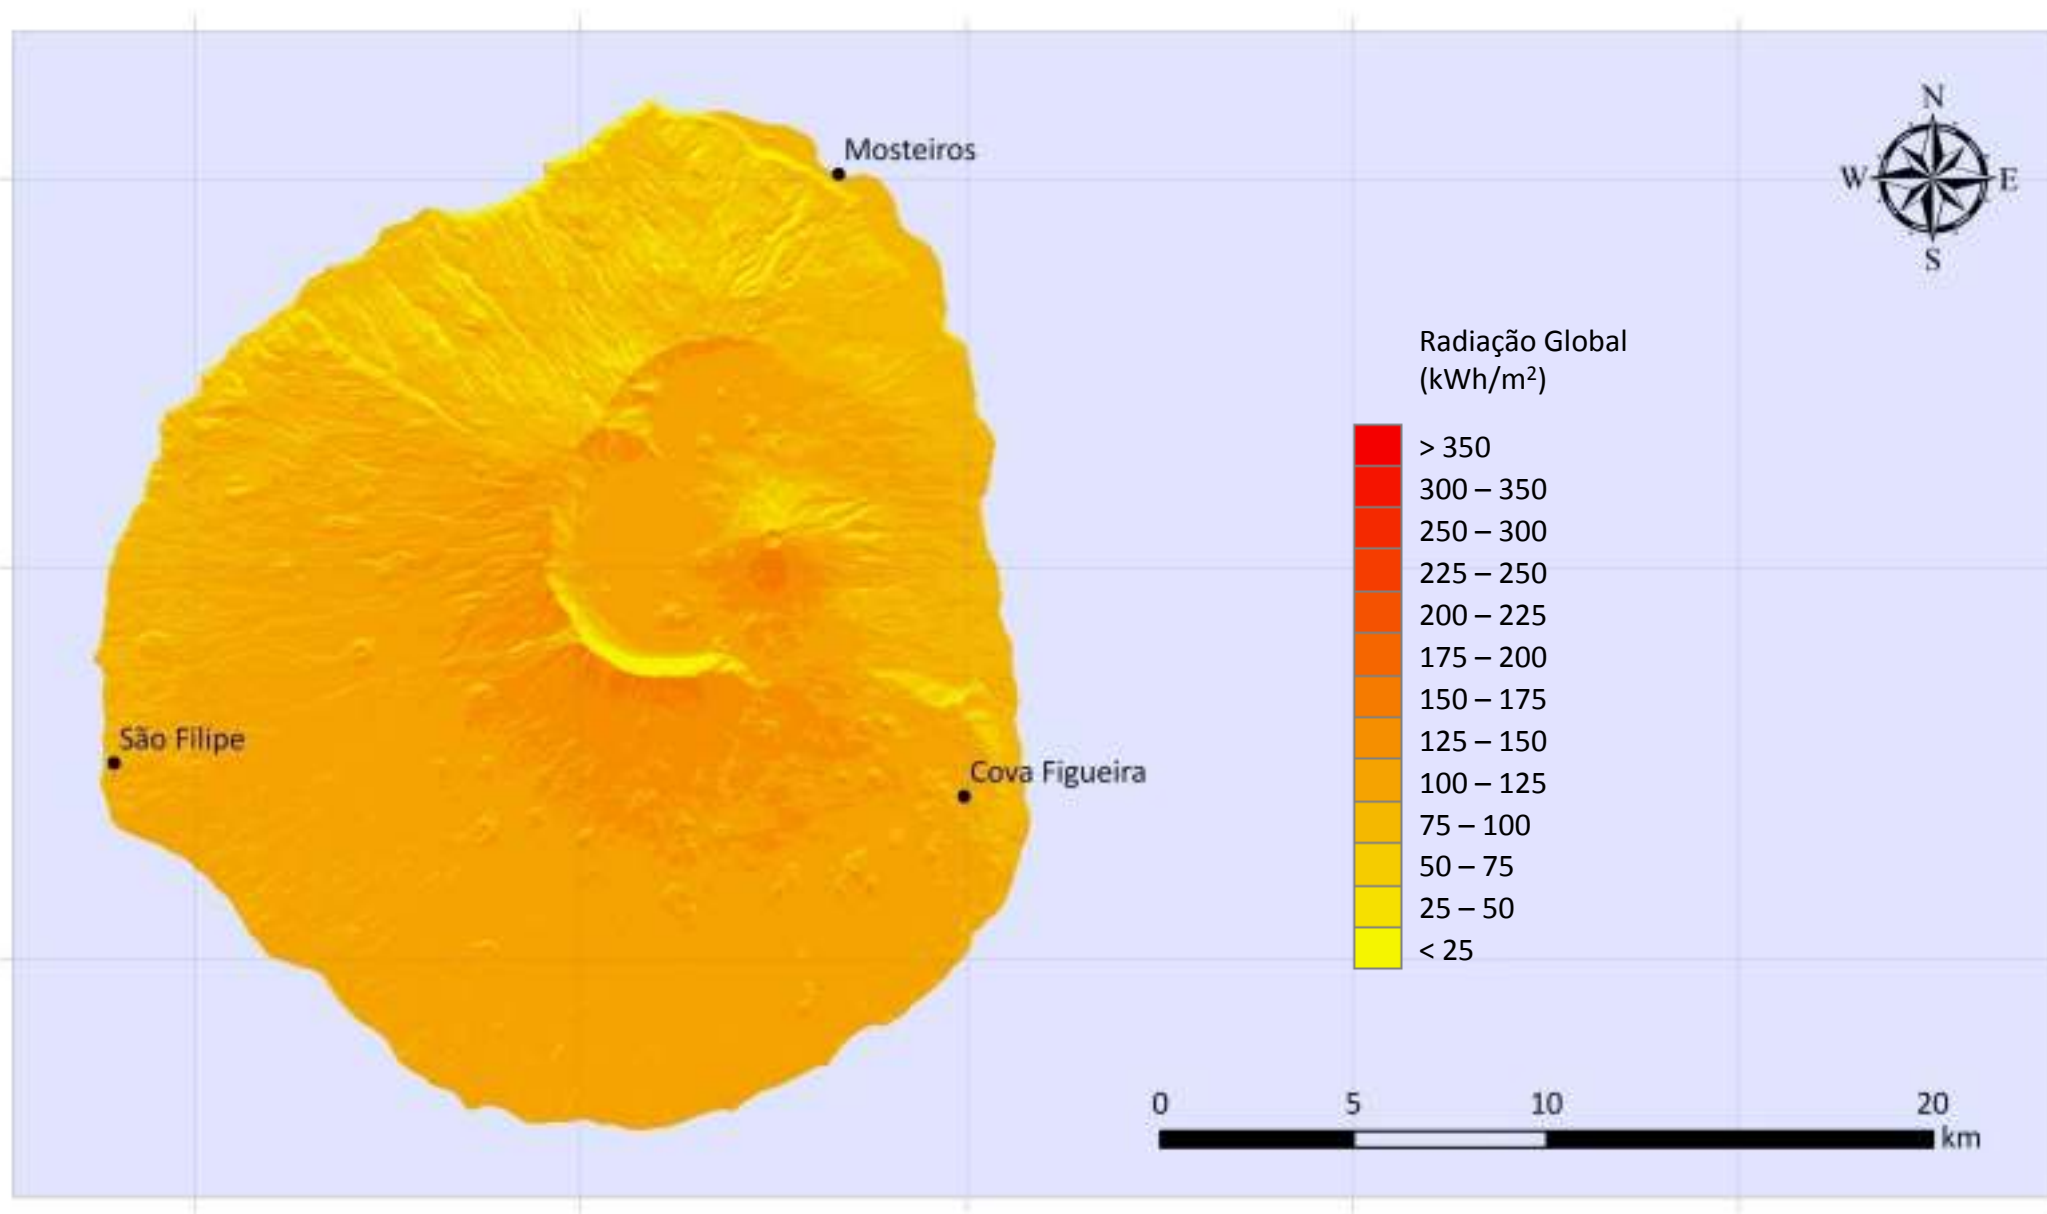 Mosteiros
N
W
E
S
Radiação Global
(kWh/m²)
> 350
300 – 350
250 – 300
225 – 250
200 – 225
175 – 200
150 – 175
125 – 150
100 – 125
75 – 100
50 – 75
25 – 50
< 25
São Filipe
Cova Figueira
0 5 10 20
km